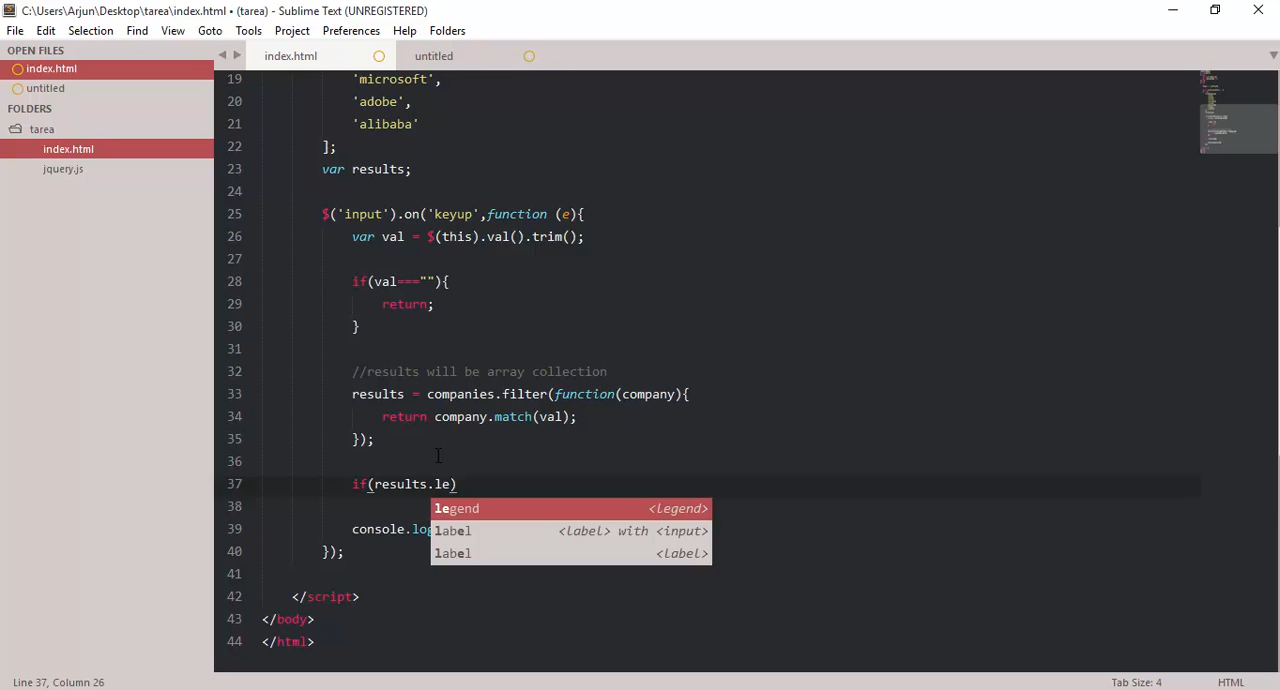 C:\Users\Arjun\Desktop\tarea\index.html • (tarea) - Sublime Text (UNREGISTERED)
File Edit Selection Find View Goto Tools Project Preferences Help Folders
OPEN FILES
index.html
untitled
FOLDERS
tarea
index.html
jquery.js
index.html untitled
19 'microsoft',
20 'adobe',
21 'alibaba'
22 ];
23 var results;
24
25 $('input').on('keyup',function (e){
26 var val = $(this).val().trim();
27
28 if(val===""){
29 return;
30 }
31
32 //results will be array collection
33 results = companies.filter(function(company){
34 return company.match(val);
35 });
36
37 if(results.le)
38
legend <legend>
label <label> with <input>
label <label>
39 console.log
40 });
41
42 </script>
43 </body>
44 </html>
Line 37, Column 26 Tab Size: 4 HTML